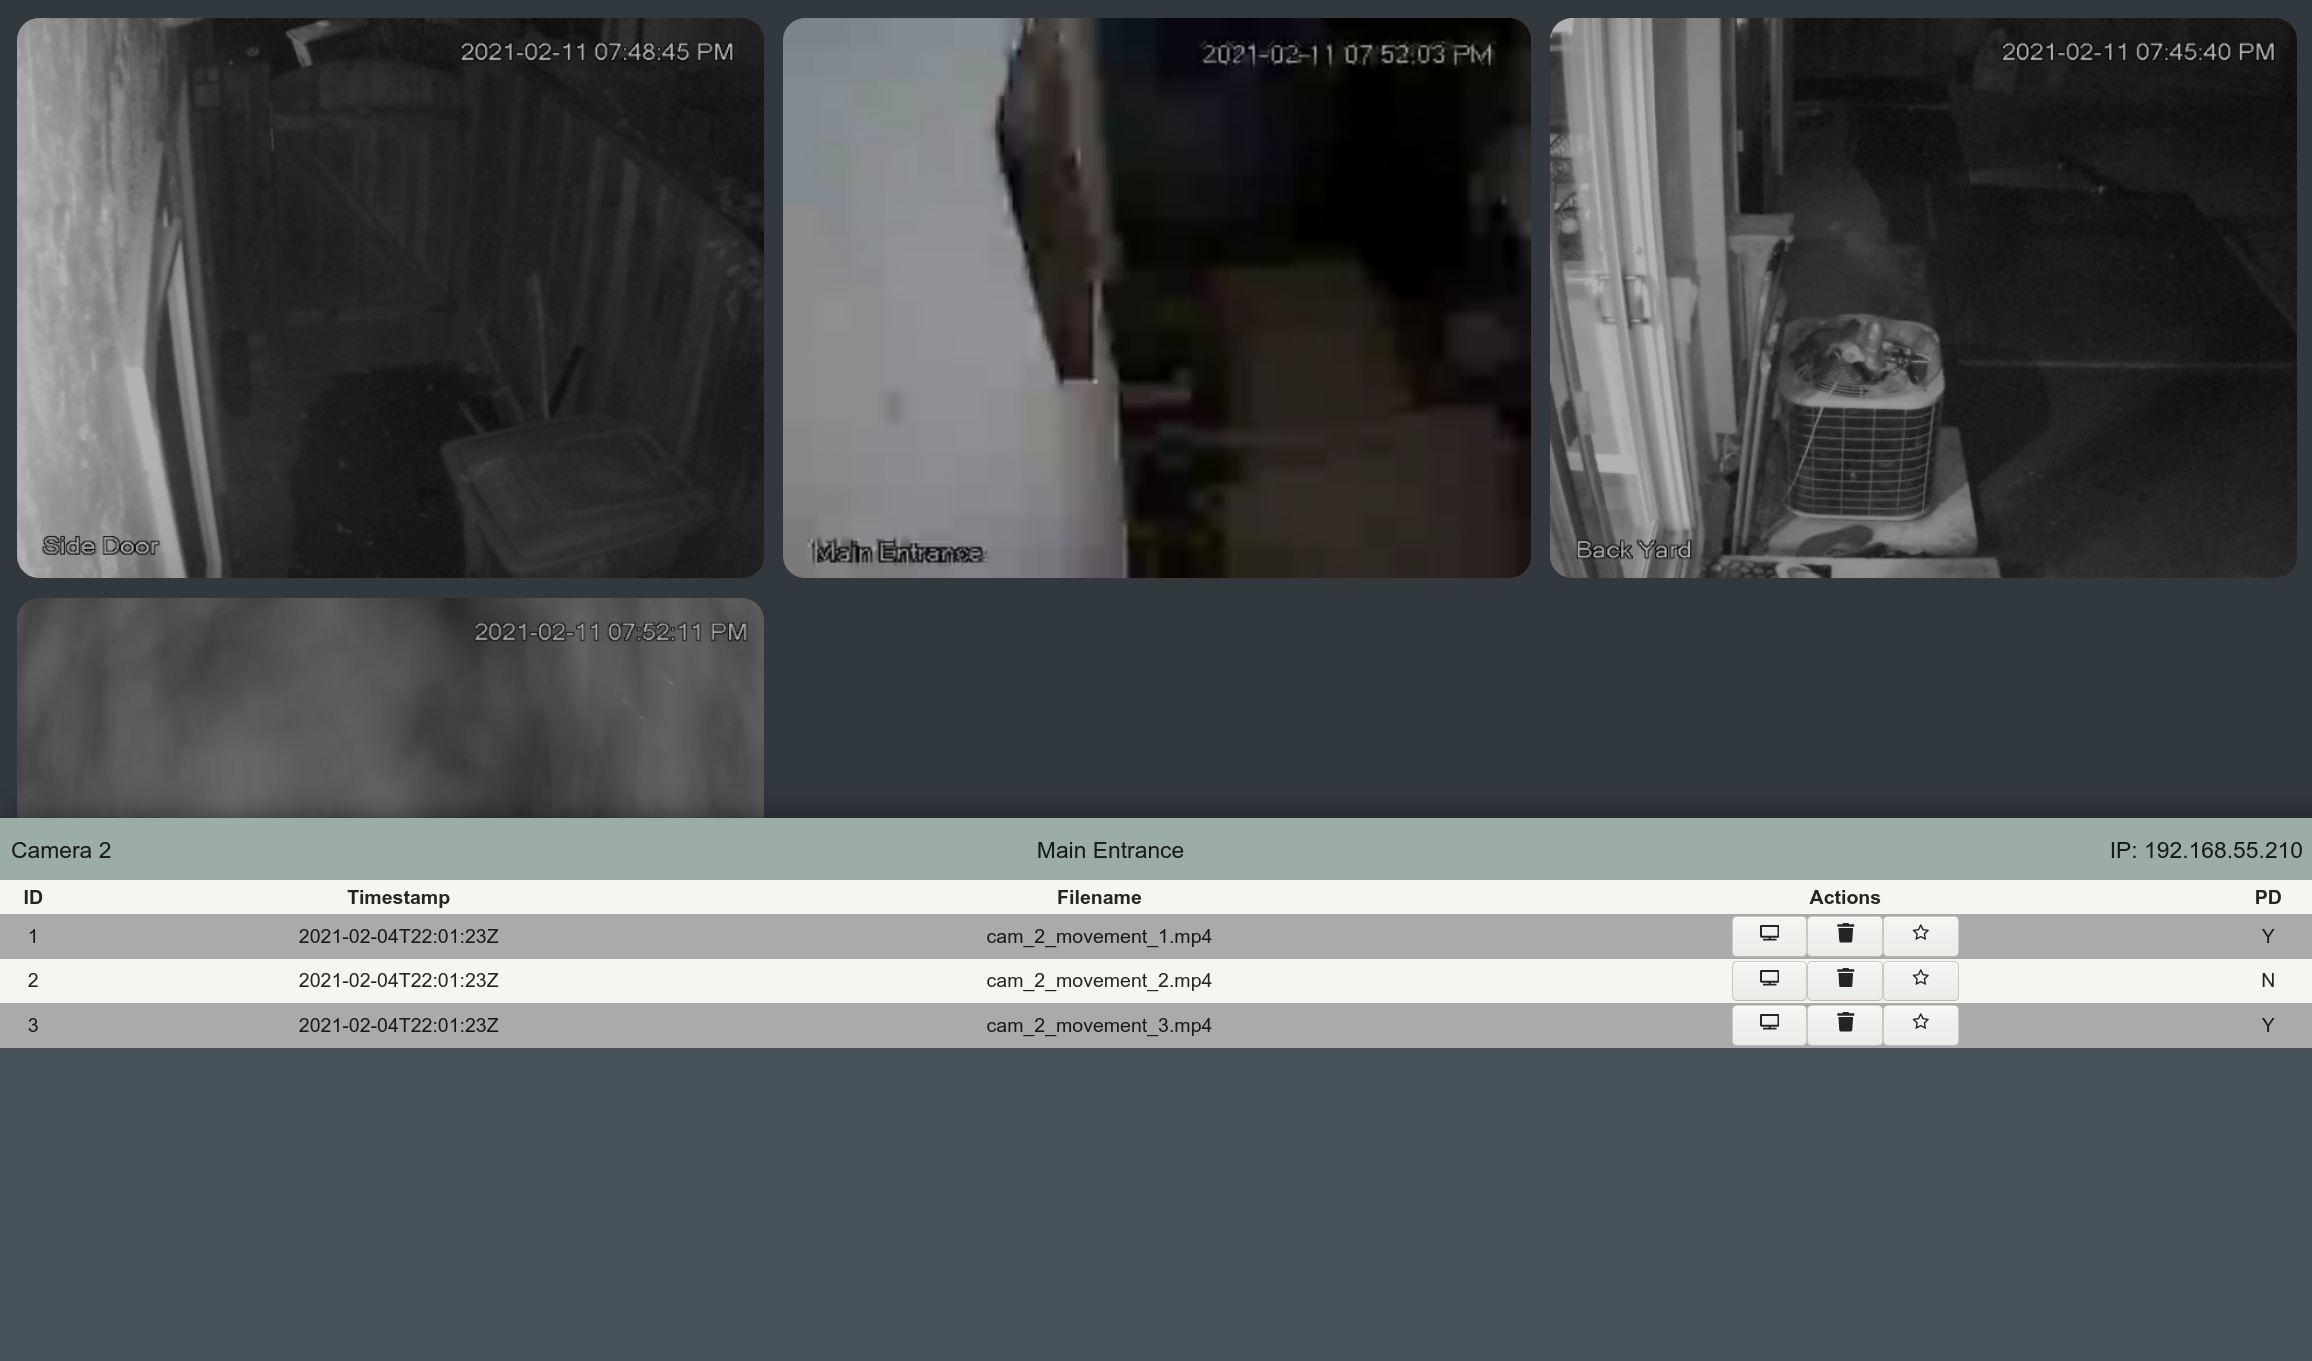 2021-02-11 07:48:45 PM
Side Door
2021-02-11 07:52:03 PM
Main Entrance
2021-02-11 07:45:40 PM
Back Yard
2021-02-11 07:52:11 PM
Camera 2 Main Entrance IP: 192.168.55.210
ID Timestamp Filename Actions PD
1 2021-02-04T22:01:23Z cam_2_movement_1.mp4 Y
2 2021-02-04T22:01:23Z cam_2_movement_2.mp4 N
3 2021-02-04T22:01:23Z cam_2_movement_3.mp4 Y